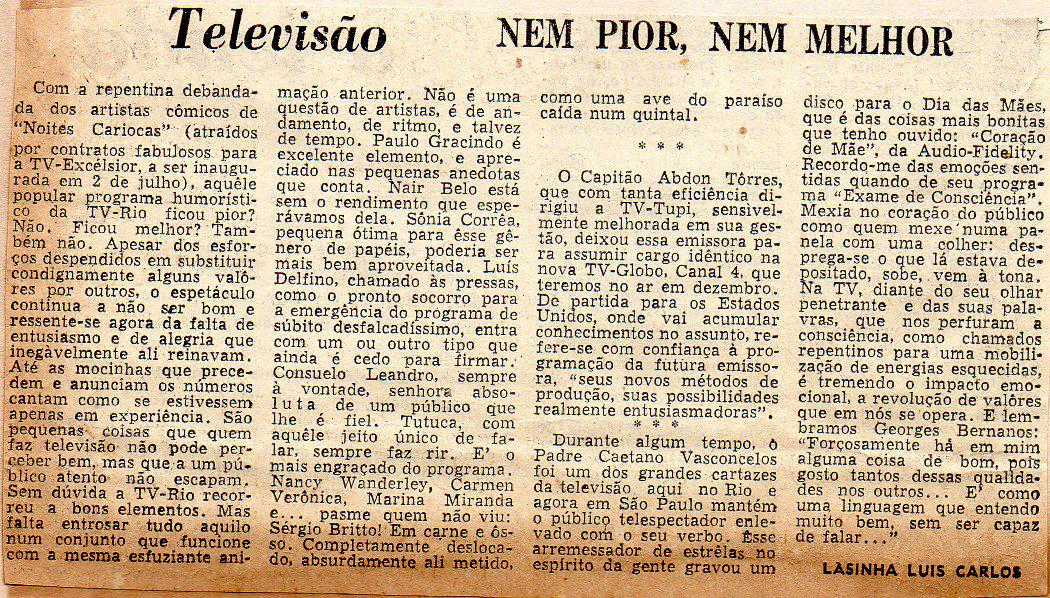 Televisão
NEM PIOR, NEM MELHOR
Com a repentina debanda-
da dos artistas cômicos de
"Noites Cariocas" (atraídos
por contratos fabulosos para
a TV-Excélsior, a ser inaugu-
rada em 2 de julho), aquêle
popular programa humorísti-
co da TV-Rio ficou pior?
Não. Ficou melhor? Tam-
bém não. Apesar dos esfor-
ços despendidos em substituir
condignamente alguns valô-
res por outros, o espetáculo
continua a não ser bom e
ressente-se agora da falta de
entusiasmo e de alegria que
inegàvelmente ali reinavam.
Até as mocinhas que prece-
dem e anunciam os números
cantam como se estivessem
apenas em experiência. São
pequenas coisas que quem
faz televisão não pode per-
ceber bem, mas que a um pú-
blico atento não escapam.
Sem dúvida a TV-Rio recor-
reu a bons elementos. Mas
falta entrosar tudo aquilo
num conjunto que funcione
com a mesma esfuziante ani-
mação anterior. Não é uma
questão de artistas, é de an-
damento, de ritmo, e talvez
de tempo. Paulo Gracindo é
excelente elemento, e apre-
ciado nas pequenas anedotas
que conta. Nair Belo está
sem o rendimento que espe-
rávamos dela. Sônia Corrêa,
pequena ótima para êsse gê-
nero de papéis, poderia ser
mais bem aproveitada. Luís
Delfino, chamado às pressas,
como o pronto socorro para
a emergência do programa de
súbito desfalcadíssimo, entra
com um ou outro tipo que
ainda é cedo para firmar.
Consuelo Leandro, sempre
à vontade, senhora abso-
luta de um público que
lhe é fiel. Tutuca, com
aquêle jeito único de fa-
lar, sempre faz rir. E' o
mais engraçado do programa.
Nancy Wanderley, Carmen
Verônica, Marina Miranda
e... pasme quem não viu:
Sérgio Britto! Em carne e ôs-
so. Completamente desloca-
do, absurdamente ali metido,
como uma ave do paraíso
caída num quintal.
* * *
O Capitão Abdon Tôrres,
que com tanta eficiência di-
rigiu a TV-Tupi, sensivel-
mente melhorada em sua ges-
tão, deixou essa emissora pa-
ra assumir cargo idêntico na
nova TV-Globo, Canal 4, que
teremos no ar em dezembro.
De partida para os Estados
Unidos, onde vai acumular
conhecimentos no assunto, re-
fere-se com confiança à pro-
gramação da futura emisso-
ra, "seus novos métodos de
produção, suas possibilidades
realmente entusiasmadoras".
* * *
Durante algum tempo, o
Padre Caetano Vasconcelos
foi um dos grandes cartazes
da televisão aqui no Rio e
agora em São Paulo mantém
o público telespectador enle-
vado com o seu verbo. Êsse
arremessador de estrêlas no
espírito da gente gravou um
disco para o Dia das Mães,
que é das coisas mais bonitas
que tenho ouvido: "Coração
de Mãe", da Audio-Fidelity.
Recordo-me das emoções sen-
tidas quando de seu progra-
ma "Exame de Consciência".
Mexia no coração do público
como quem mexe numa pa-
nela com uma colher: des-
prega-se o que lá estava de-
positado, sobe, vem à tona.
Na TV, diante do seu olhar
penetrante e das suas pala-
vras, que nos perfuram a
consciência, como chamados
repentinos para uma mobili-
zação de energias esquecidas,
é tremendo o impacto emo-
cional, a revolução de valôres
que em nós se opera. E lem-
bramos Georges Bernanos:
"Forçosamente há em mim
alguma coisa de bom, pois
gosto tantos dessas qualida-
des nos outros... E' como
uma linguagem que entendo
muito bem, sem ser capaz
de falar..."
LASINHA LUIS CARLOS